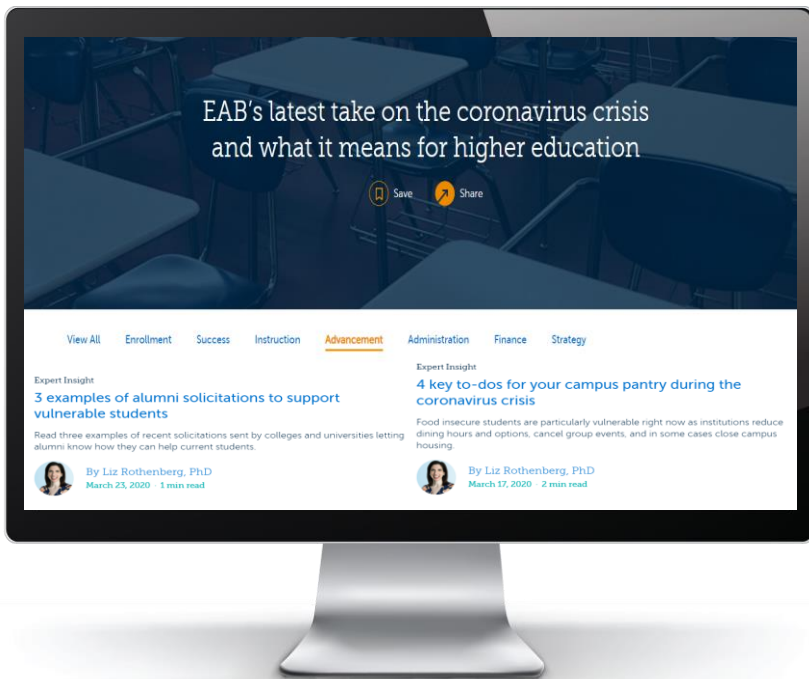 EAB's latest take on the coronavirus crisis
and what it means for higher education
Save Share
View All Enrollment Success Instruction Advancement Administration Finance Strategy
Expert Insight
3 examples of alumni solicitations to support
vulnerable students
Read three examples of recent solicitations sent by colleges and universities letting
alumni know how they can help current students.
By Liz Rothenberg, PhD
March 23, 2020 · 1 min read
Expert Insight
4 key to-dos for your campus pantry during the
coronavirus crisis
Food insecure students are particularly vulnerable right now as institutions reduce
dining hours and options, cancel group events, and in some cases close campus
housing.
By Liz Rothenberg, PhD
March 17, 2020 · 2 min read